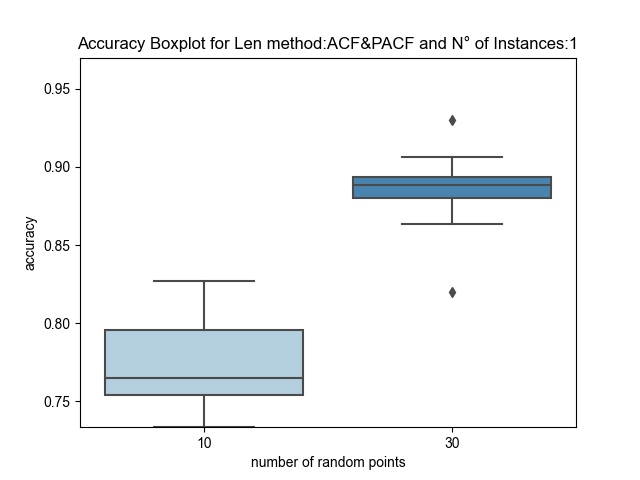 Accuracy Boxplot for Len method:ACF&PACF and N° of Instances:1
0.95
0.90
0.85
0.80
0.75
accuracy
10 30
number of random points